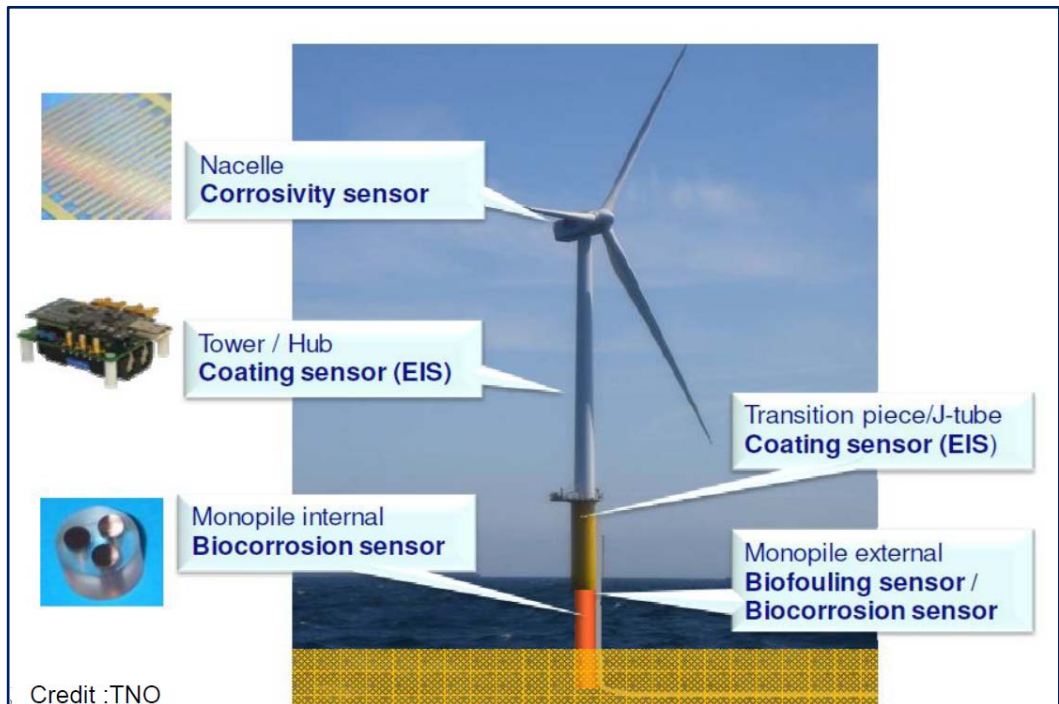 Nacelle
Corrosivity sensor
Tower / Hub
Coating sensor (EIS)
Transition piece/J-tube
Coating sensor (EIS)
Monopile internal
Biocorrosion sensor
Monopile external
Biofouling sensor /
Biocorrosion sensor
Credit :TNO